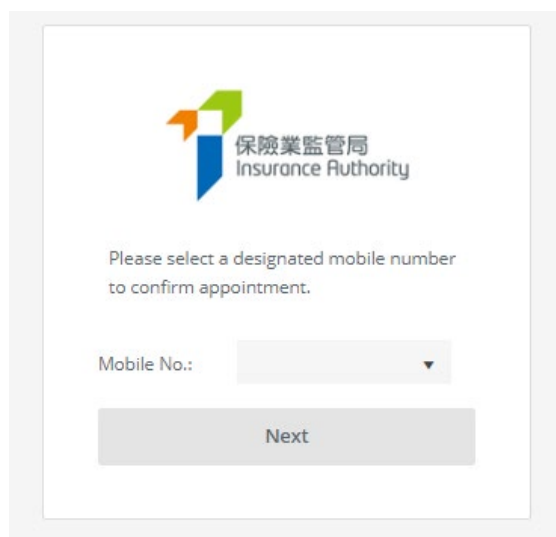 保險業監管局
Insurance Authority
Please select a designated mobile number
to confirm appointment.
Mobile No.:
Next